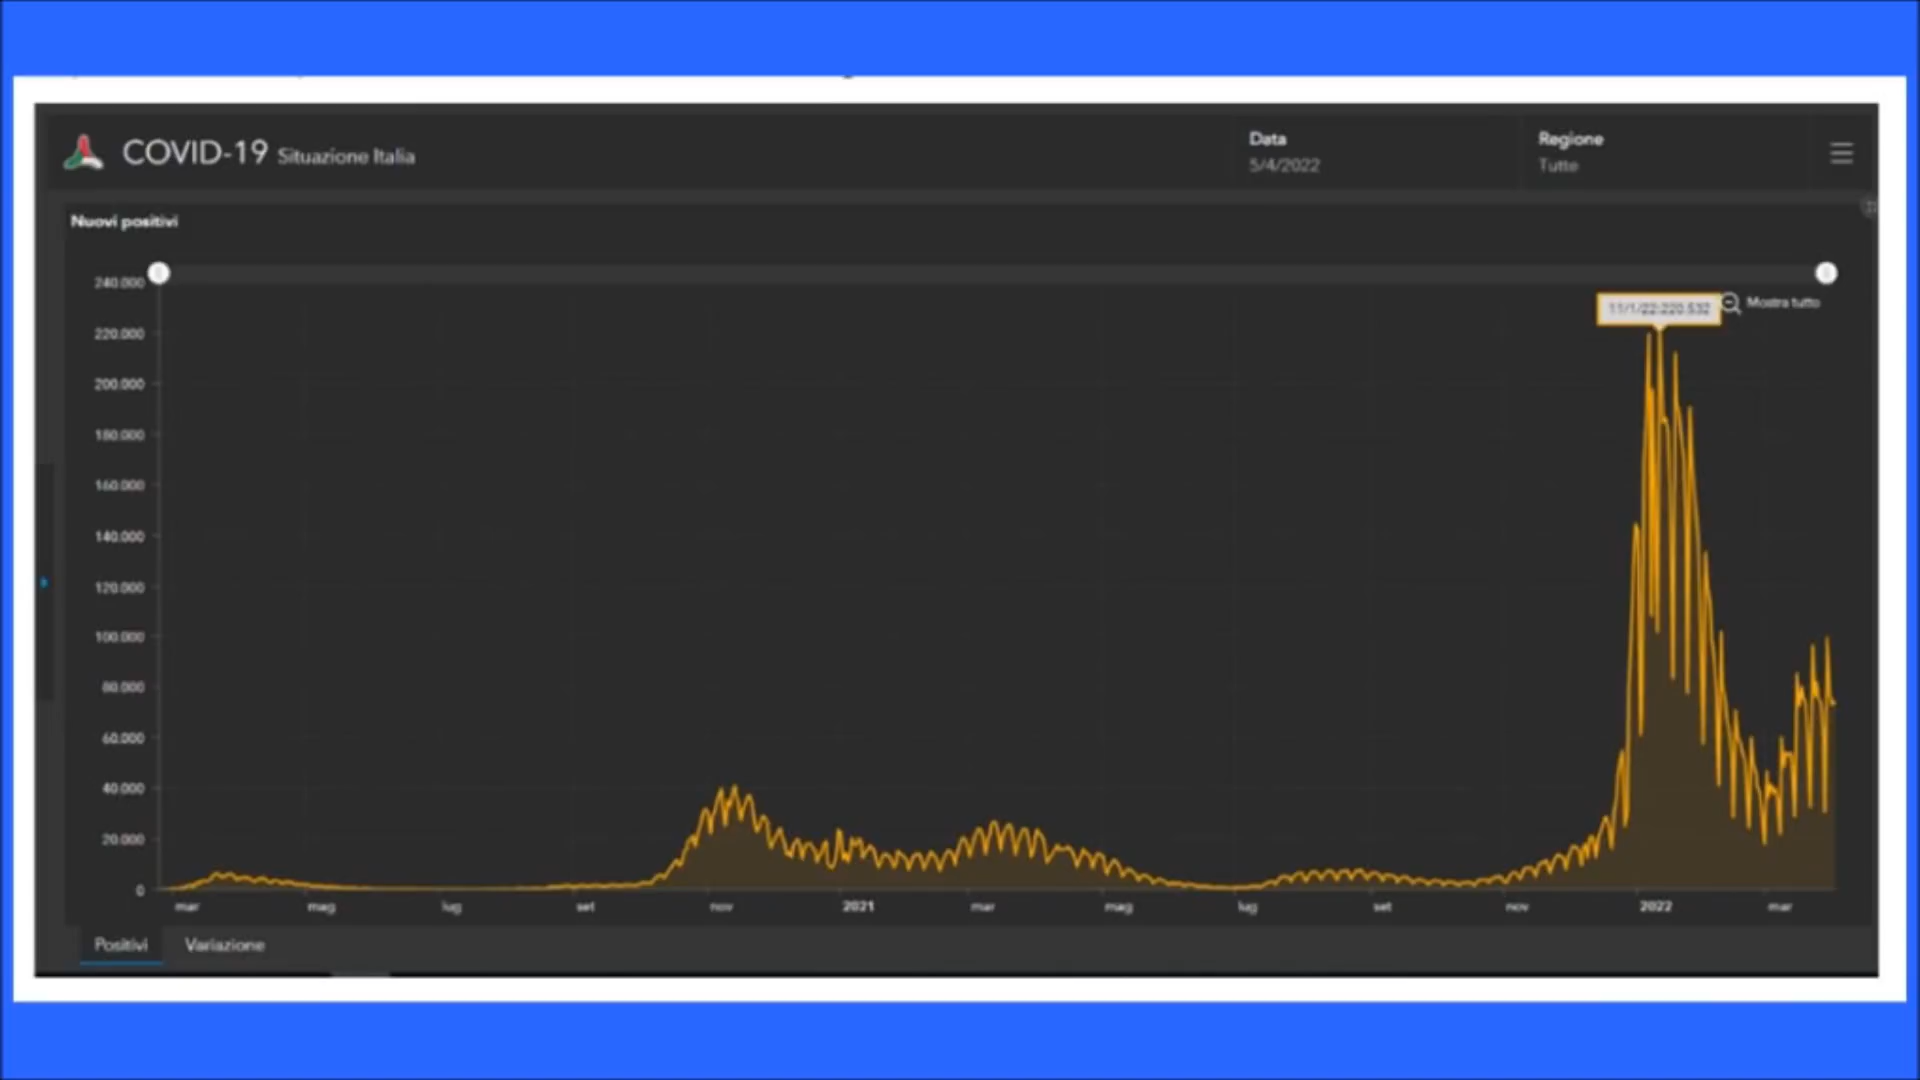 COVID-19 Situazione Italia
Data
5/4/2022
Regione
Tutte
Nuovi positivi
240.000
220.000
200.000
180.000
160.000
140.000
120.000
100.000
80.000
60.000
40.000
20.000
0
11/1/22:220.532
Mostra tutto
mar mag lug set nov 2021 mar mag lug set nov 2022 mar
Positivi Variazione